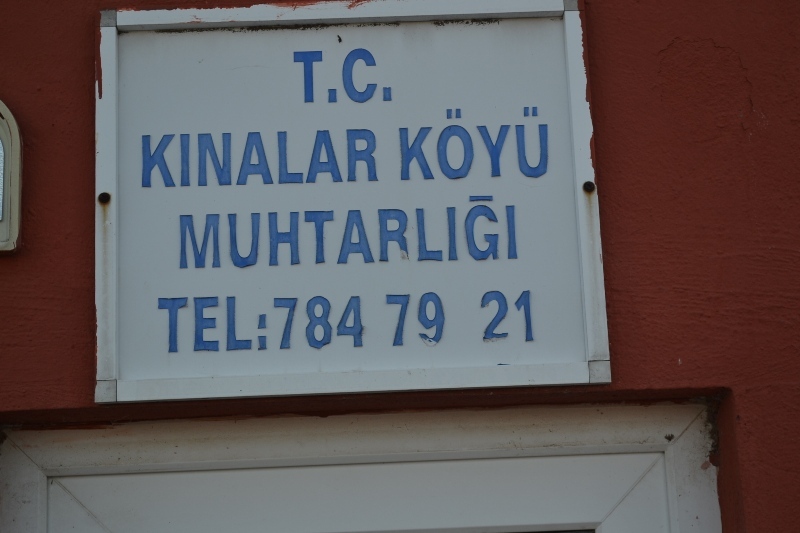 T.C.
KINALAR KÖYÜ
MUHTARLIĞI
TEL:784 79 21